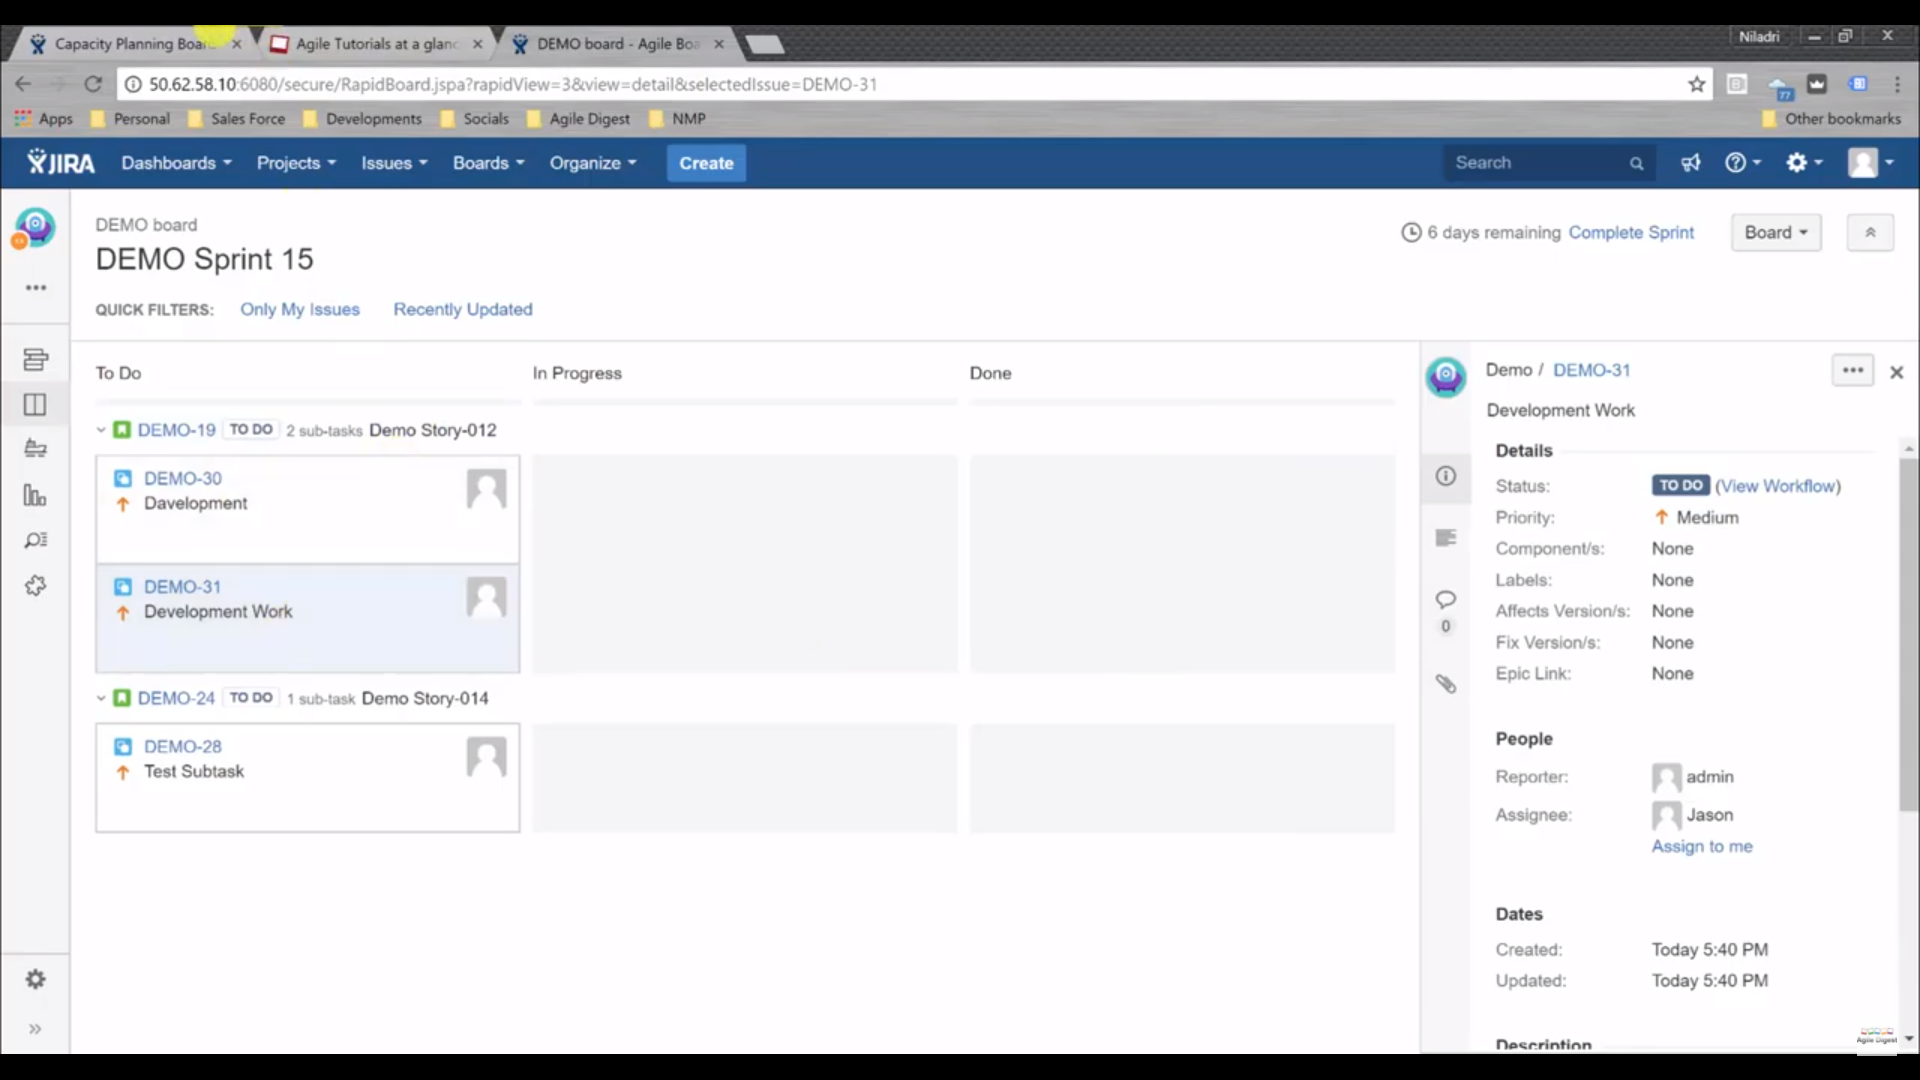 Capacity Planning Boa
Agile Tutorials at a glanc
DEMO board - Agile Boa
Niladri
50.62.58.10:6080/secure/RapidBoard.jspa?rapidView=3&view=detail&selectedIssue=DEMO-31
77
Apps
Personal
Sales Force
Developments
Socials
Agile Digest
NMP
Other bookmarks
JIRA
Dashboards
Projects
Issues
Boards
Organize
Create
Search
DEMO board
DEMO Sprint 15
6 days remaining Complete Sprint
Board
QUICK FILTERS: Only My Issues Recently Updated
To Do
In Progress
Done
DEMO-19 TO DO 2 sub-tasks Demo Story-012
DEMO-30
Davelopment
DEMO-31
Development Work
DEMO-24 TO DO 1 sub-task Demo Story-014
DEMO-28
Test Subtask
Demo / DEMO-31
Development Work
0
Details
Status: TO DO (View Workflow)
Priority: Medium
Component/s: None
Labels: None
Affects Version/s: None
Fix Version/s: None
Epic Link: None
People
Reporter: admin
Assignee: Jason
Assign to me
Dates
Created: Today 5:40 PM
Updated: Today 5:40 PM
Description
Agile Digest